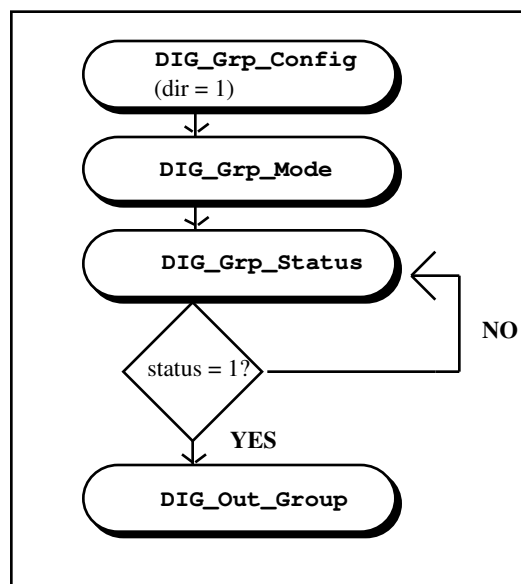 DIG_Grp_Config
(dir = 1)
DIG_Grp_Mode
DIG_Grp_Status
NO
status = 1?
YES
DIG_Out_Group